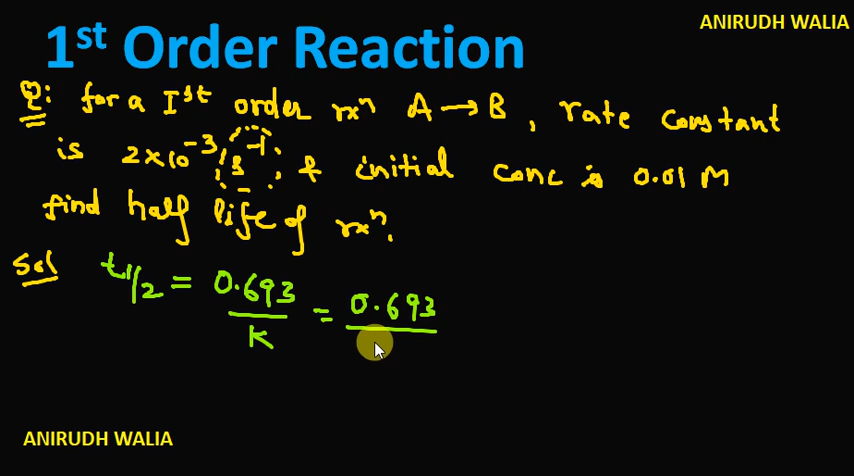 ANIRUDH WALIA
1st Order Reaction
Q: for a Ist order rxn A → B, rate constant
is 2×10^-3 s^-1 & initial conc is 0.01 M
find half life of rxn.
Sol t1/2 = 0.693/K = 0.693
ANIRUDH WALIA